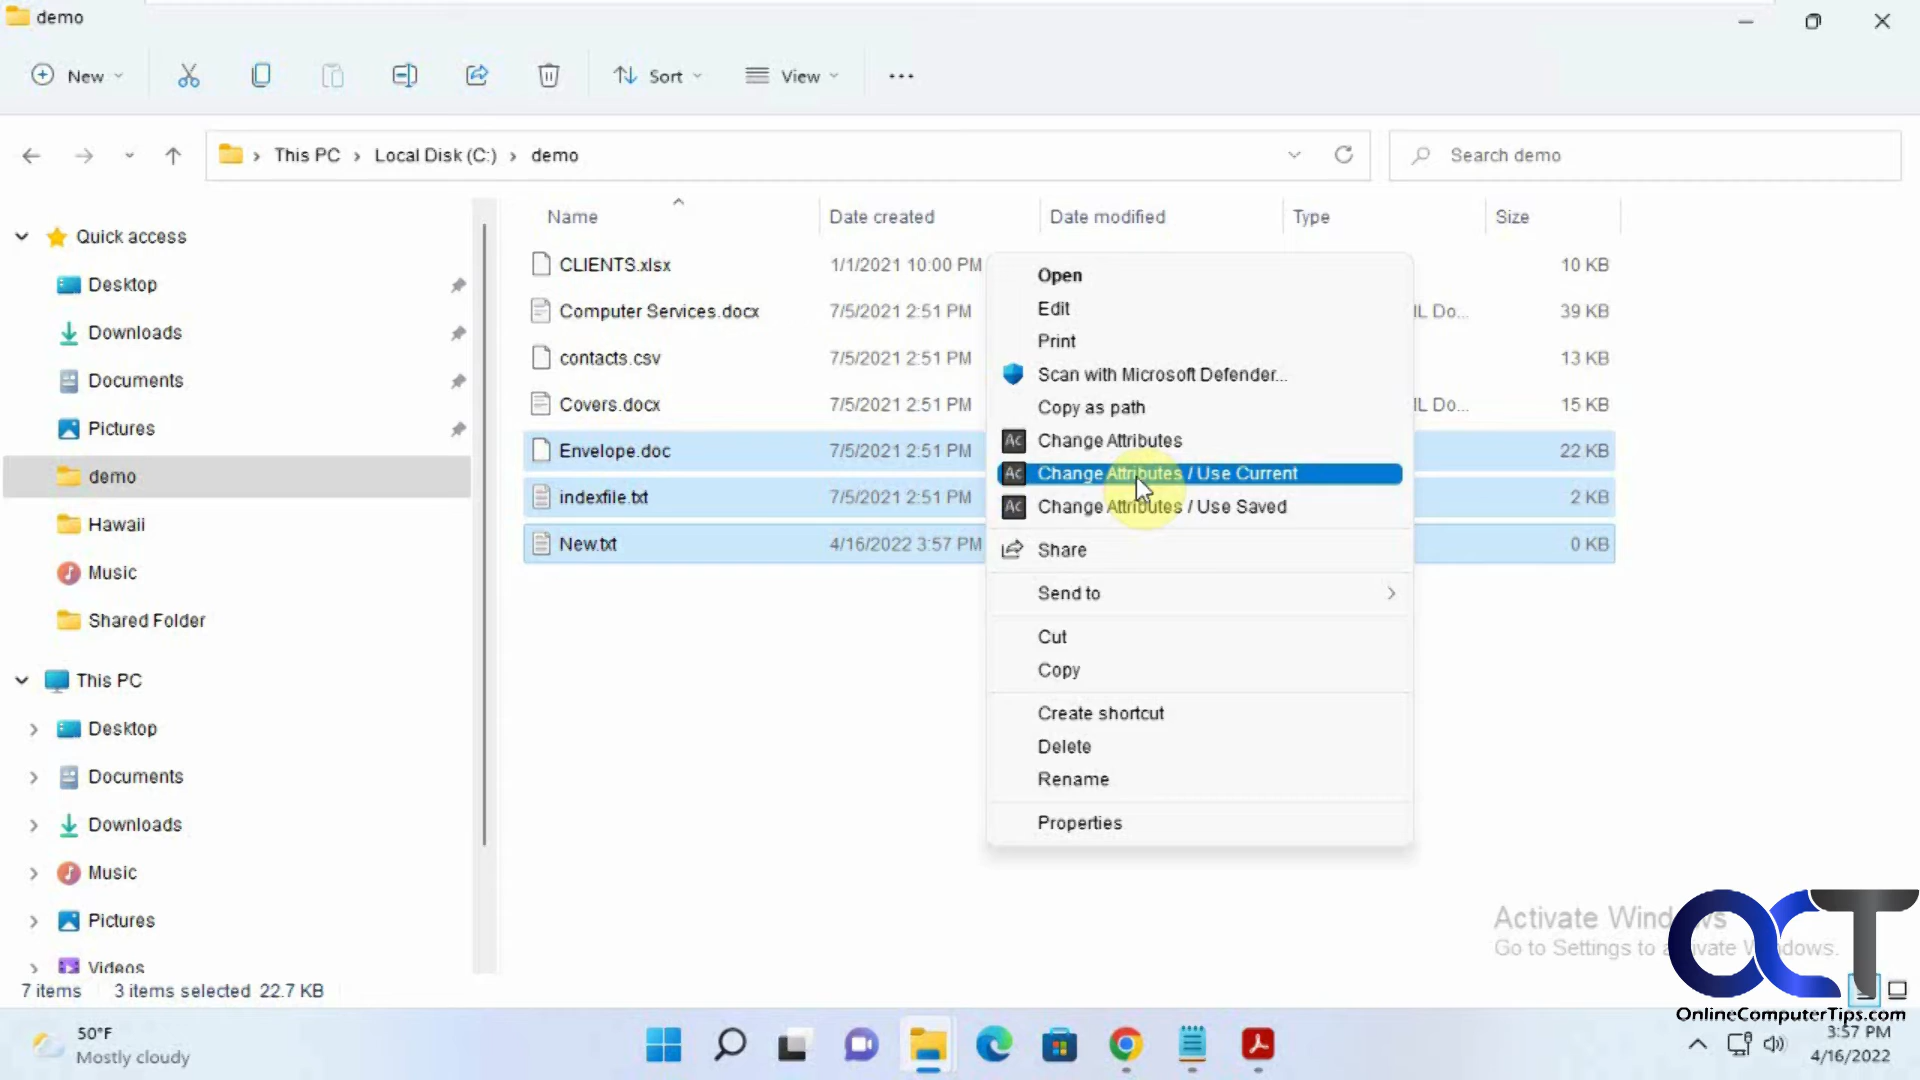 demo
New
Sort
View
This PC
Local Disk (C:)
demo
Search demo
Name
Date created
Date modified
Type
Size
Quick access
Desktop
Downloads
Documents
Pictures
demo
Hawaii
Music
Shared Folder
This PC
Desktop
Documents
Downloads
Music
Pictures
Videos
CLIENTS.xlsx 1/1/2021 10:00 PM 10 KB
Computer Services.docx 7/5/2021 2:51 PM IL Do... 39 KB
contacts.csv 7/5/2021 2:51 PM 13 KB
Covers.docx 7/5/2021 2:51 PM IL Do... 15 KB
Envelope.doc 7/5/2021 2:51 PM 22 KB
indexfile.txt 7/5/2021 2:51 PM 2 KB
New.txt 4/16/2022 3:57 PM 0 KB
Open
Edit
Print
Scan with Microsoft Defender...
Copy as path
Ac Change Attributes
Ac Change Attributes / Use Current
Ac Change Attributes / Use Saved
Share
Send to
Cut
Copy
Create shortcut
Delete
Rename
Properties
Activate Windows
Go to Settings to activate Windows.
OCT
OnlineComputerTips.com
7 items 3 items selected 22.7 KB
50°F
Mostly cloudy
3:57 PM
4/16/2022